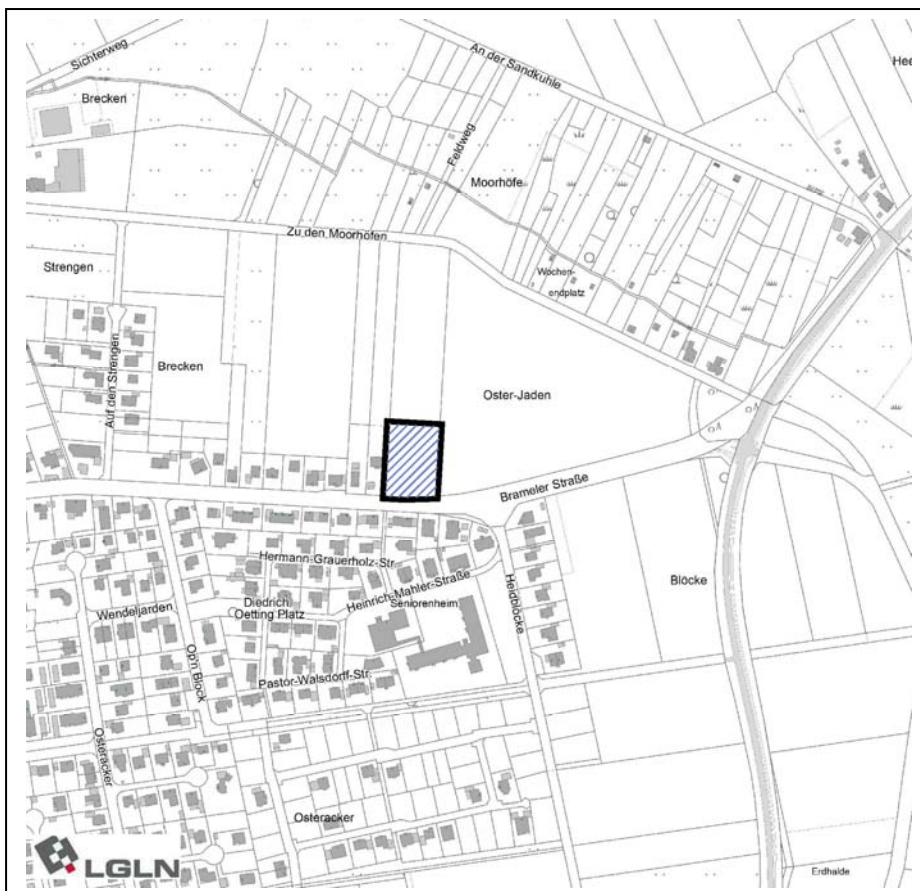 Sichterweg
An der Sandkuhle
Hee
Brecken
Feldweg
Moorhöfe
Zu den Moorhöfen
Strengen
Wochen-
endplatz
Auf den Strengen
Brecken
Oster-Jaden
Brameler Straße
Hermann-Grauerholz-Str.
Heinrich-Mahler-Straße
Heidblöcke
Blöcke
Wendeljarden
Diedrich
Oetting Platz
Seniorenheim
Op'n Block
Pastor-Walsdorff-Str.
Osteracker
Osteracker
LGLN
Erdhalde